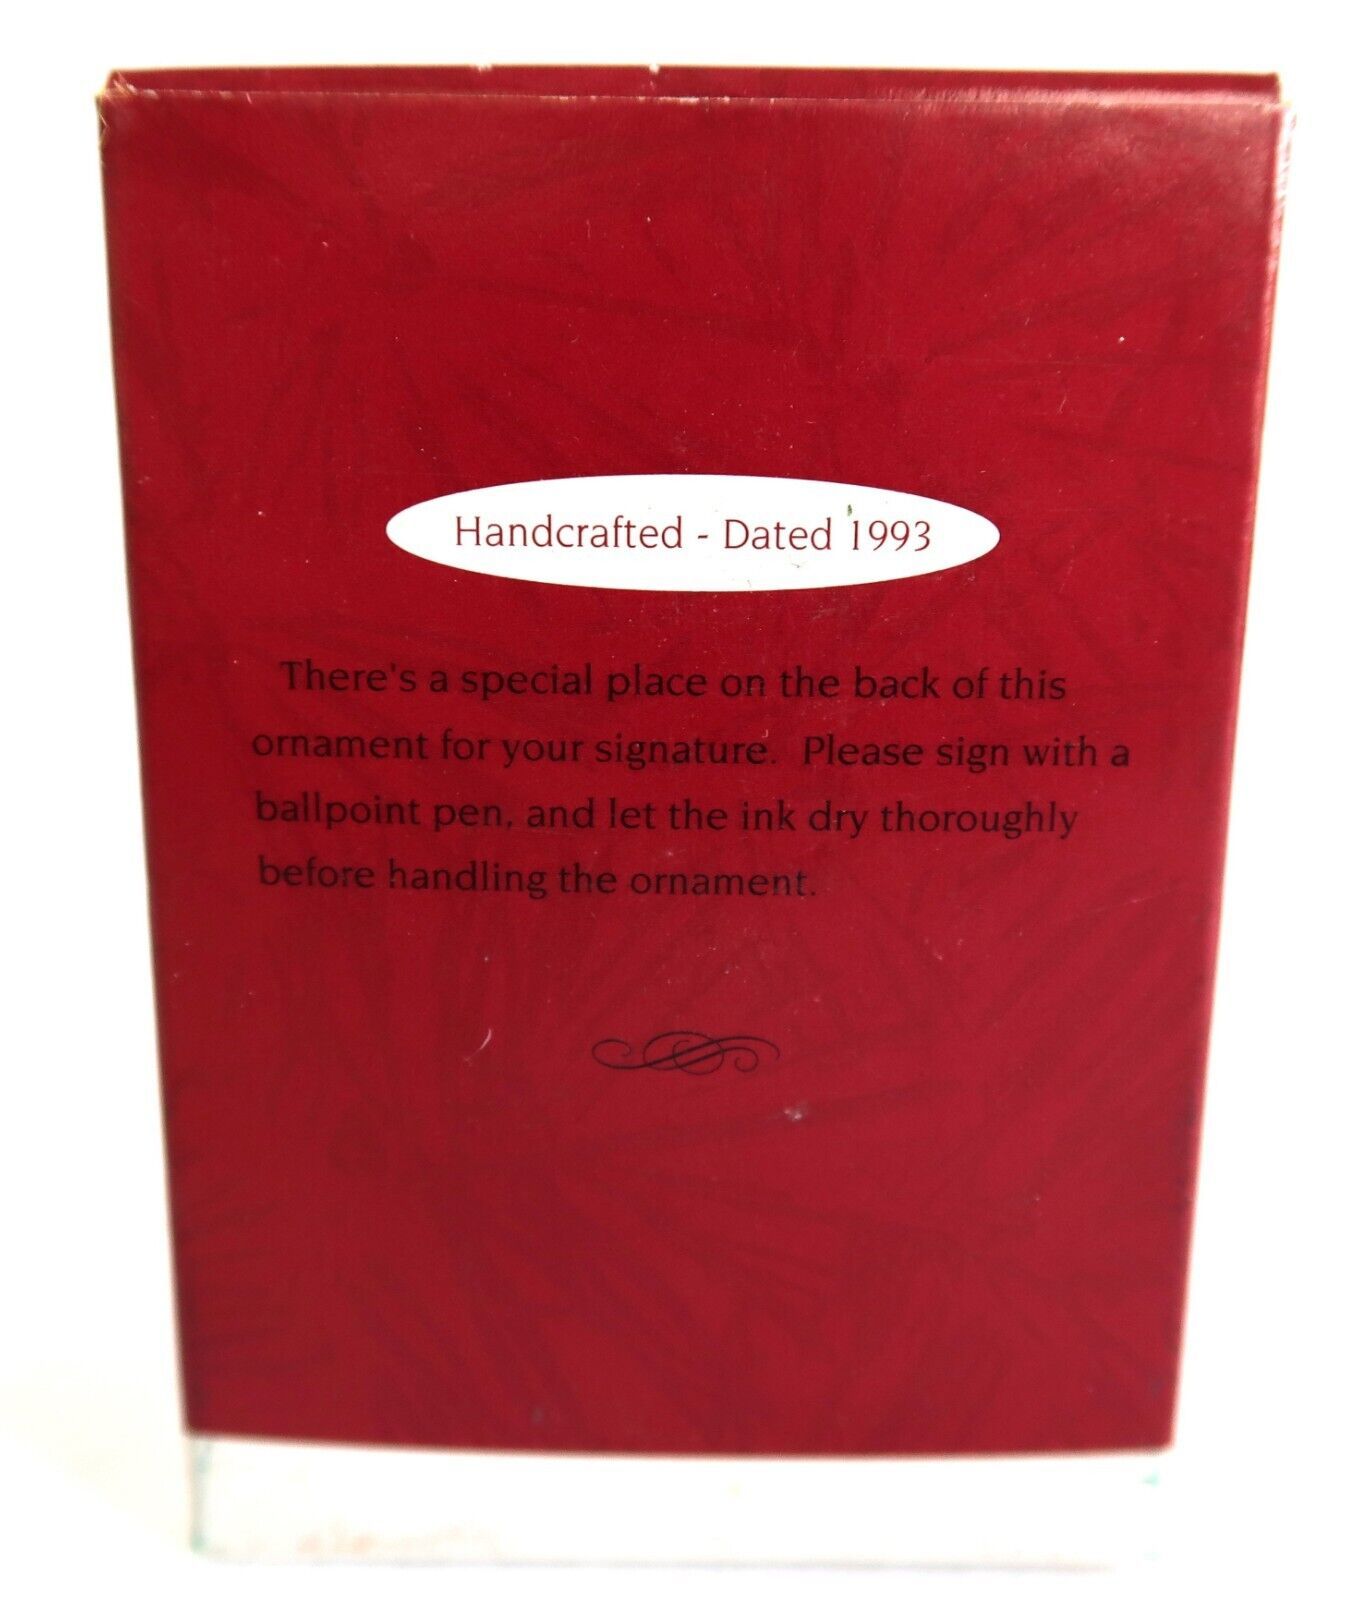 Handcrafted - Dated 1993
There's a special place on the back of this
ornament for your signature. Please sign with a
ballpoint pen, and let the ink dry thoroughly
before handling the ornament.